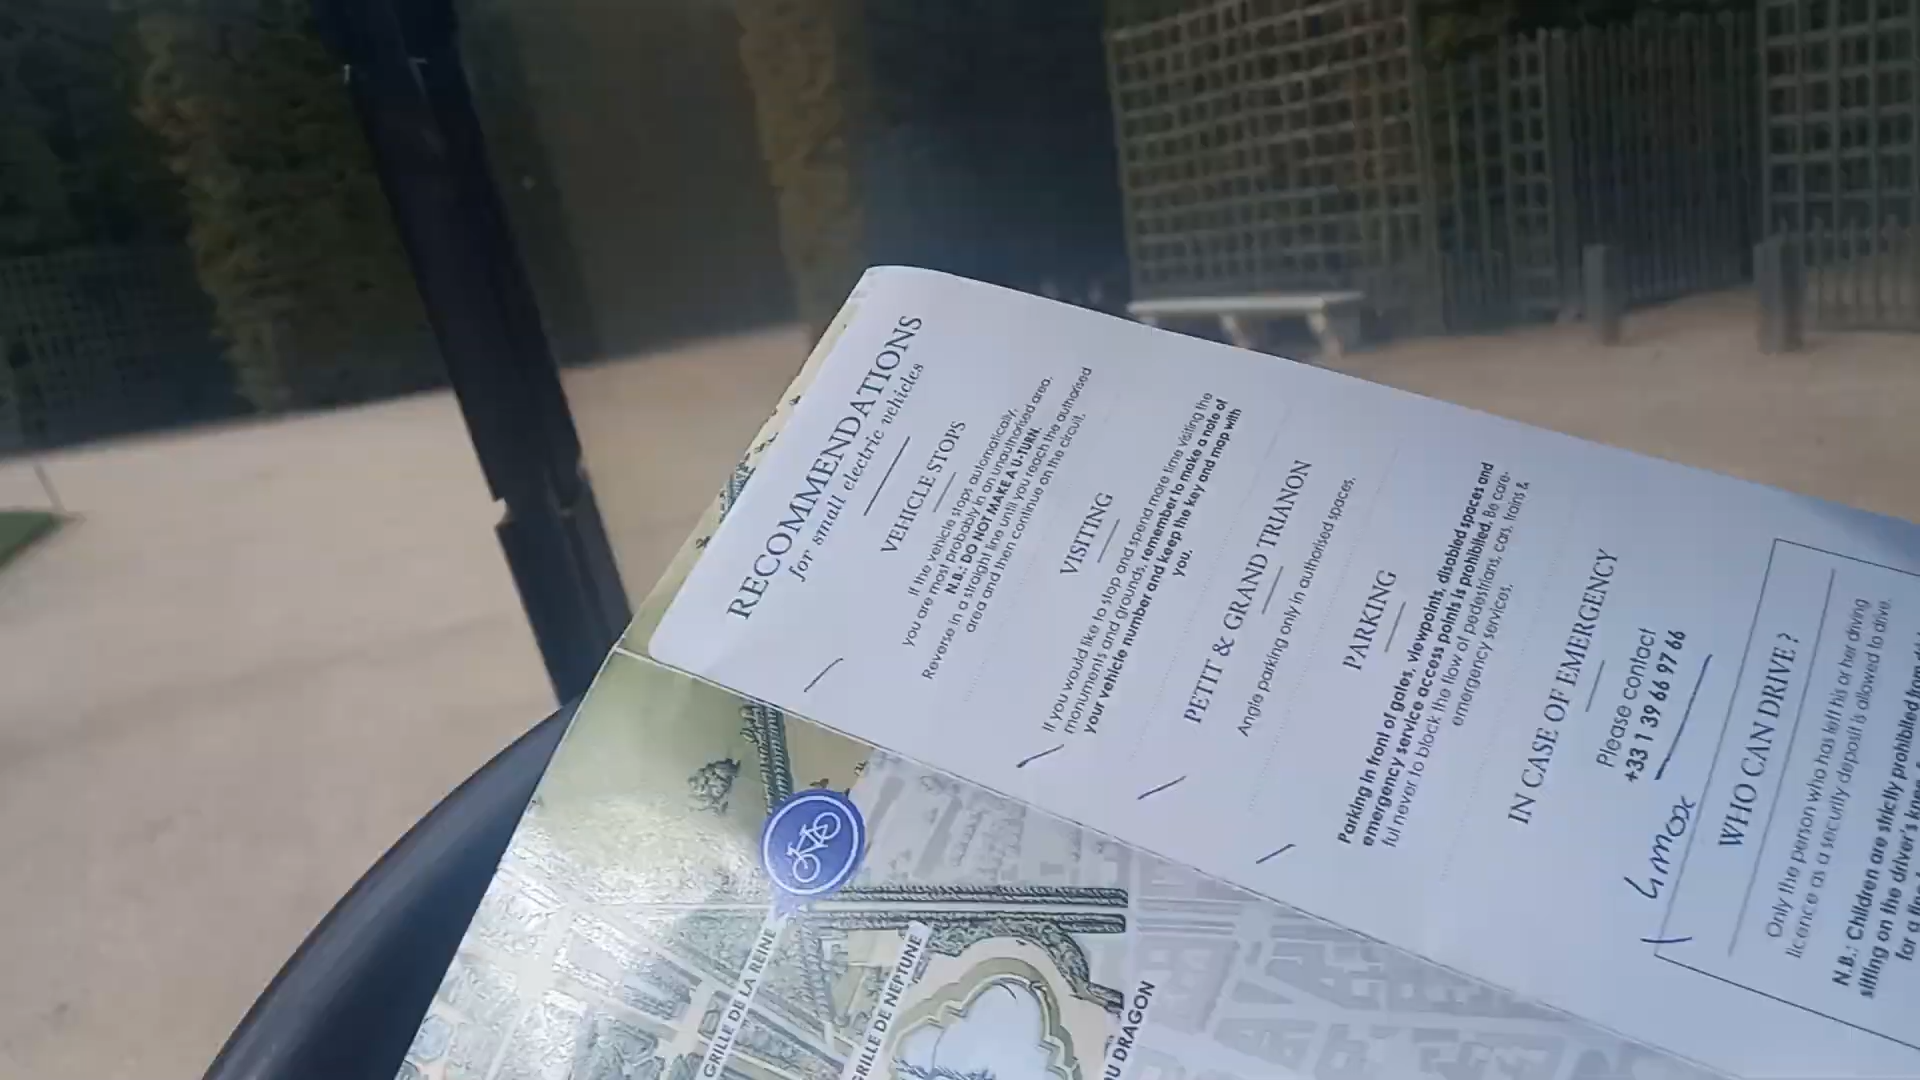 RECOMMENDATIONS
for small electric vehicles
VEHICLE STOPS
If the vehicle stops automatically,
you are most probably in an unauthorised area.
N.B.: DO NOT MAKE A U-TURN.
Reverse in a straight line until you reach the authorised
area and then continue on the circuit.
VISITING
If you would like to stop and spend more time visiting the
monuments and grounds, remember to make a note of
your vehicle number and keep the key and map with
you.
PETIT & GRAND TRIANON
Angle parking only in authorised spaces.
PARKING
Parking in front of gates, viewpoints, disabled spaces and
emergency service access points is prohibited. Be care-
ful never to block the flow of pedestrians, cars, trains &
emergency services.
IN CASE OF EMERGENCY
Please contact
+33 1 39 66 97 66
WHO CAN DRIVE ?
Only the person who has left his or her driving
licence as a security deposit is allowed to drive.
N.B.: Children are strictly prohibited from
sitting on the driver's knees
GRILLE DE LA REINE
GRILLE DE NEPTUNE
DU DRAGON